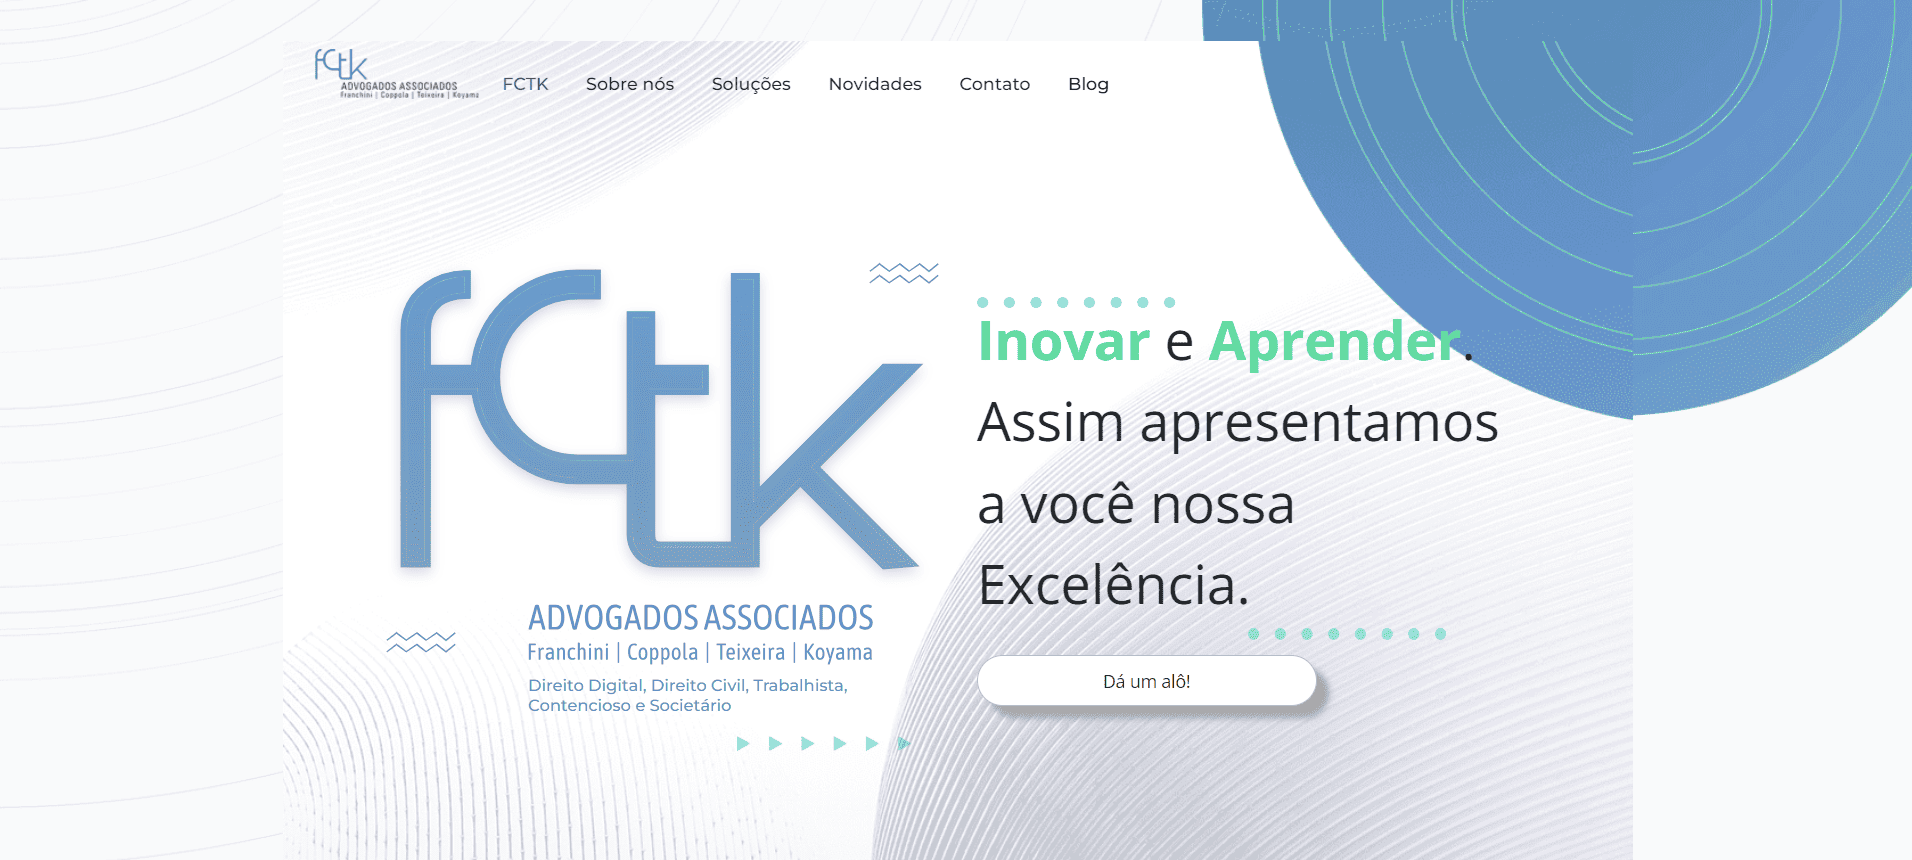 fCtk
ADVOGADOS ASSOCIADOS
Franchini | Coppola | Teixeira | Koyama
FCTK Sobre nós Soluções Novidades Contato Blog
fCtk
ADVOGADOS ASSOCIADOS
Franchini | Coppola | Teixeira | Koyama
Direito Digital, Direito Civil, Trabalhista,
Contencioso e Societário
Inovar e Aprender.
Assim apresentamos
a você nossa
Excelência.
Dá um alô!